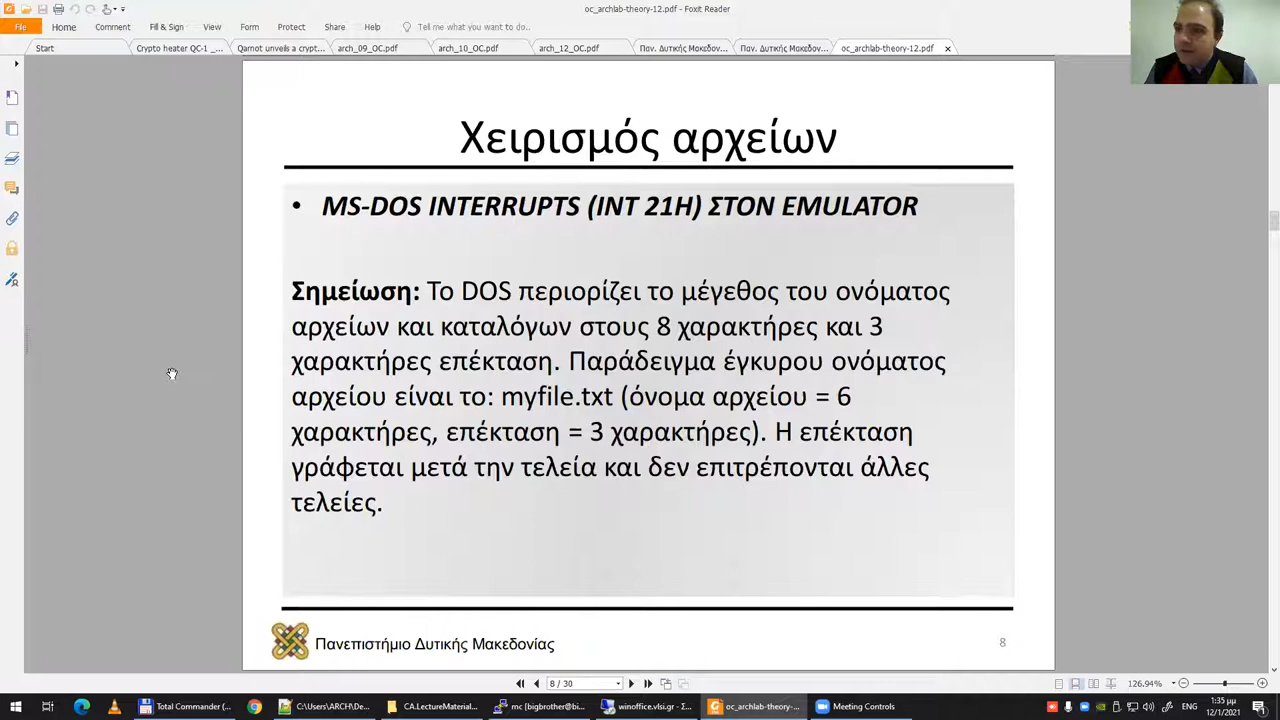 oc_archlab-theory-12.pdf - Foxit Reader
File Home Comment Fill & Sign View Form Protect Share Help Tell me what you want to do..
Start Crypto heater QC-1 _... Qarnot unveils a crypt... arch_09_OC.pdf arch_10_OC.pdf arch_12_OC.pdf Παν. Δυτικής Μακεδον... Παν. Δυτικής Μακεδον... oc_archlab-theory-12.pdf
Χειρισμός αρχείων
• MS-DOS INTERRUPTS (INT 21H) ΣΤΟΝ EMULATOR
Σημείωση: Το DOS περιορίζει το μέγεθος του ονόματος
αρχείων και καταλόγων στους 8 χαρακτήρες και 3
χαρακτήρες επέκταση. Παράδειγμα έγκυρου ονόματος
αρχείου είναι το: myfile.txt (όνομα αρχείου = 6
χαρακτήρες, επέκταση = 3 χαρακτήρες). Η επέκταση
γράφεται μετά την τελεία και δεν επιτρέπονται άλλες
τελείες.
Πανεπιστήμιο Δυτικής Μακεδονίας
8
8 / 30
126.94%
Total Commander (... C:\Users\ARCH\De... CA.LectureMaterial... mc [bigbrother@bi... winoffice.vlsi.gr - Σ... oc_archlab-theory-... Meeting Controls
1:35 μμ
12/1/2021